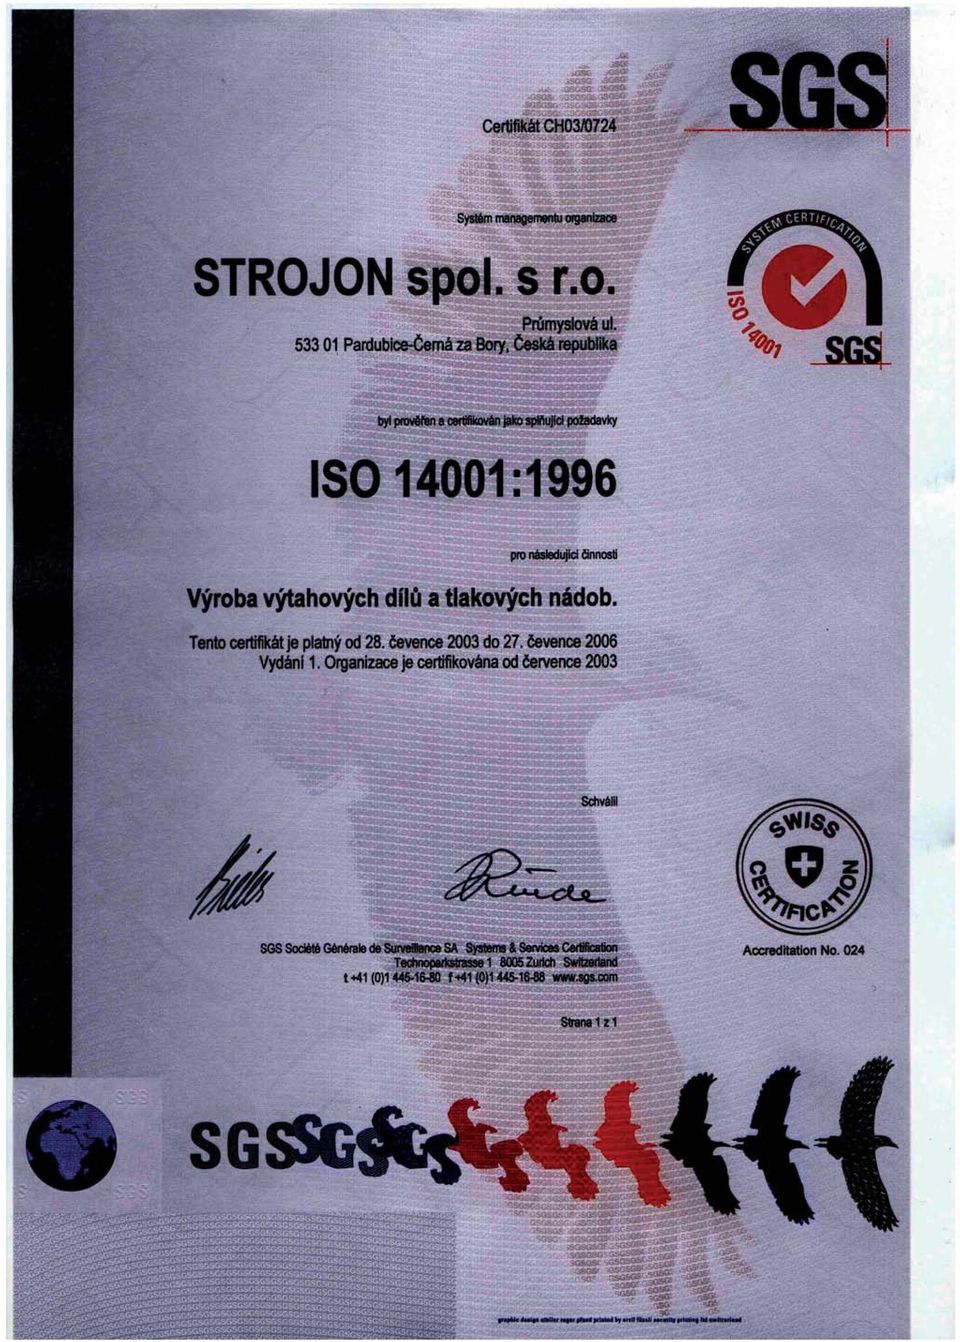 SGS
Certifikát CH03/0724
Systém managementu organizace
STROJON spol. s r.o.
Průmyslová ul.
533 01 Pardubice-Černá za Bory, Česká republika
SYSTEM CERTIFICATION
ISO 14001
SGS
byl prověřen a certifikován jako splňující požadavky
ISO 14001:1996
pro následující činnosti
Výroba výtahových dílů a tlakových nádob.
Tento certifikát je platný od 28. července 2003 do 27. července 2006
Vydání 1. Organizace je certifikována od července 2003
Schválil
SWISS CERTIFICATION
SGS Société Générale de Surveillance SA Systems & Services Certification
Technoparkstrasse 1 8005 Zurich Switzerland
t +41 (0)1 445-16-80 f +41 (0)1 445-16-88 www.sgs.com
Accreditation No. 024
Strana 1 z 1
SGSSGSSGS